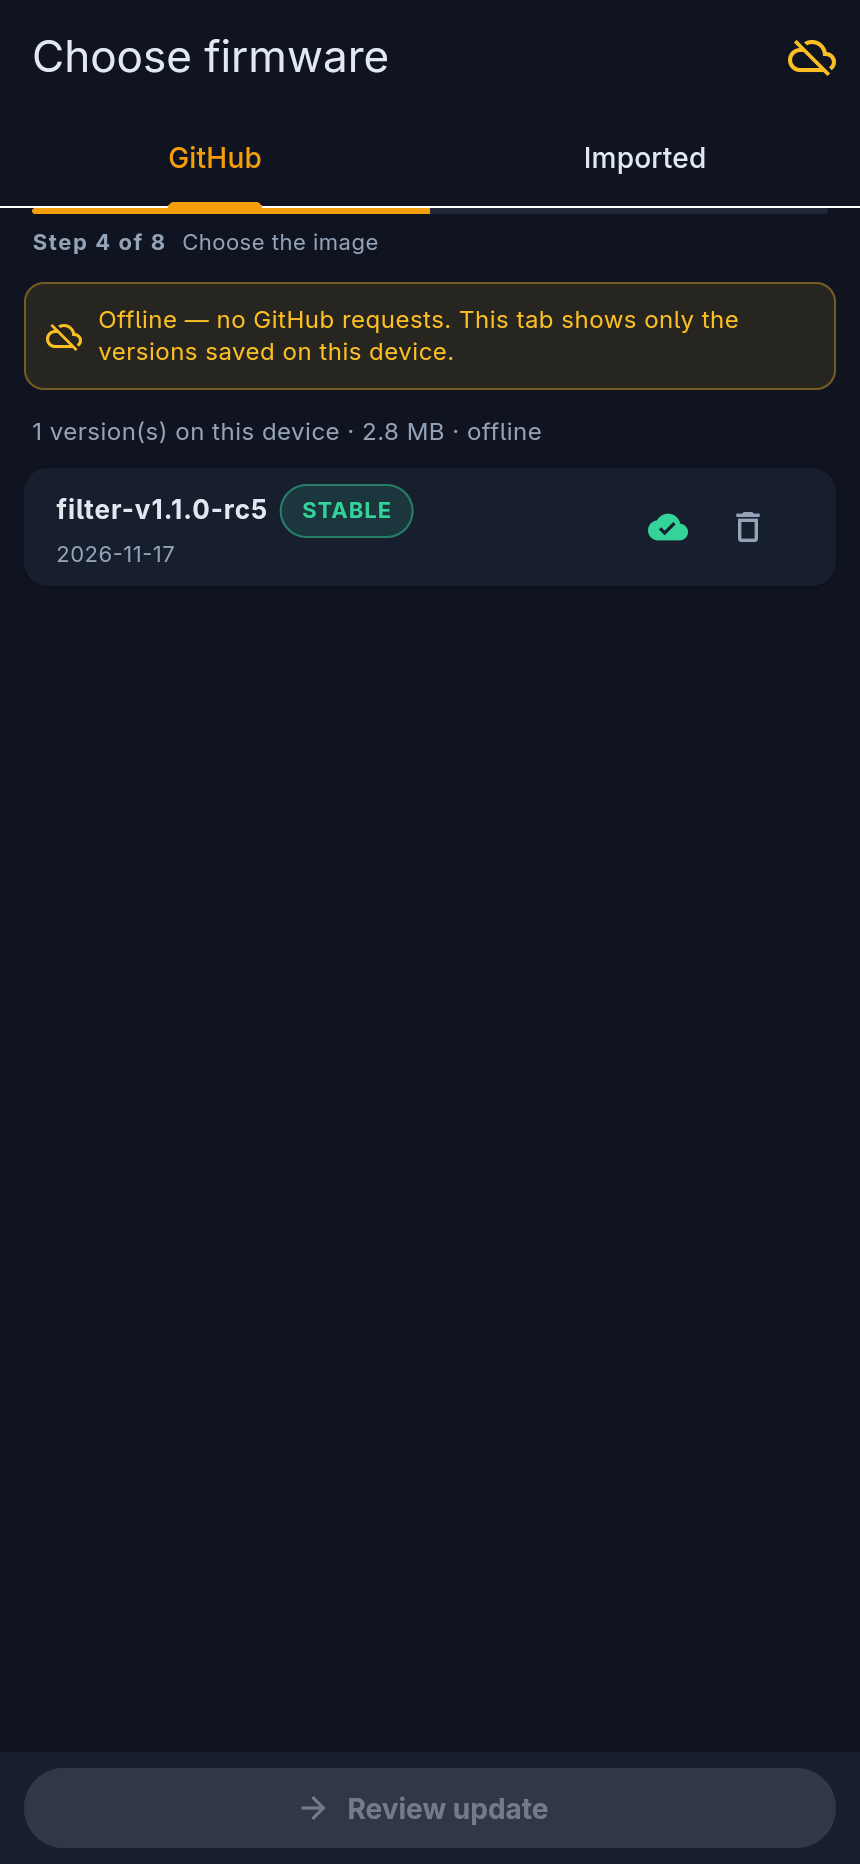 Choose firmware
GitHub
Imported
Step 4 of 8 Choose the image
Offline — no GitHub requests. This tab shows only the
versions saved on this device.
1 version(s) on this device · 2.8 MB · offline
filter-v1.1.0-rc5 STABLE
2026-11-17
Review update